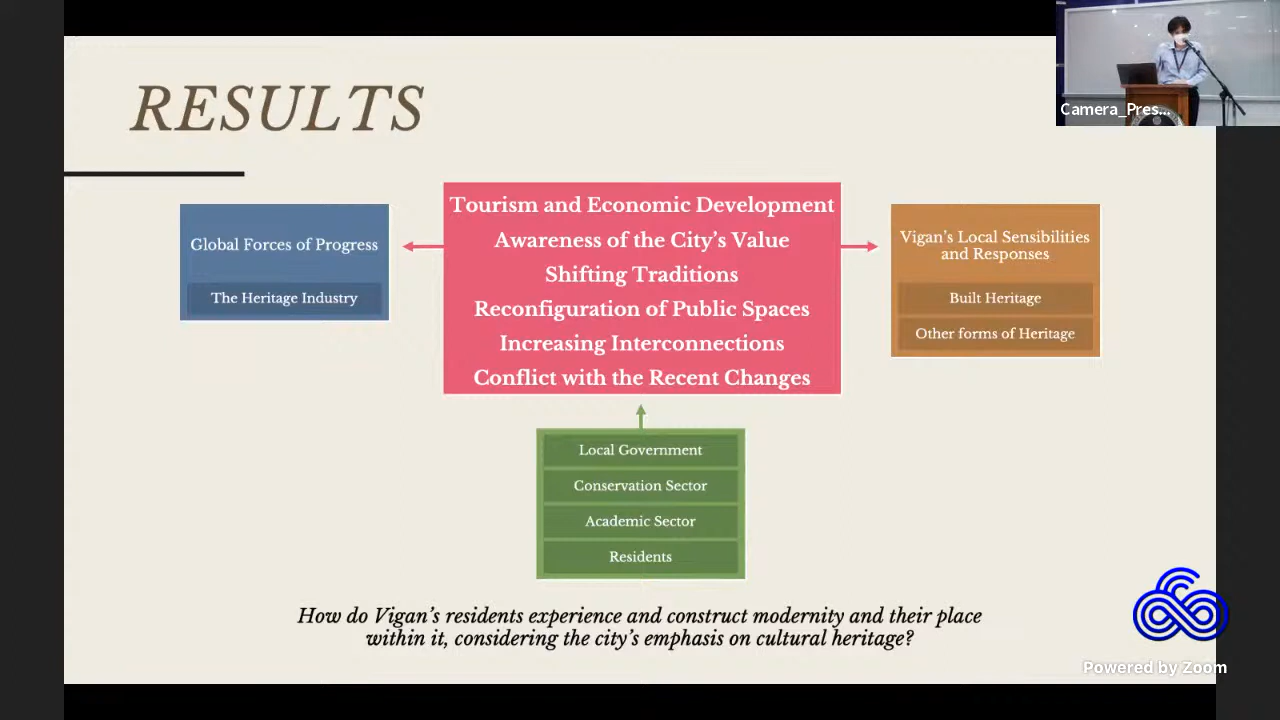 RESULTS
Camera_Pres...
Global Forces of Progress
The Heritage Industry
Tourism and Economic Development
Awareness of the City's Value
Shifting Traditions
Reconfiguration of Public Spaces
Increasing Interconnections
Conflict with the Recent Changes
Vigan's Local Sensibilities
and Responses
Built Heritage
Other forms of Heritage
Local Government
Conservation Sector
Academic Sector
Residents
How do Vigan's residents experience and construct modernity and their place
within it, considering the city's emphasis on cultural heritage?
Powered by Zoom